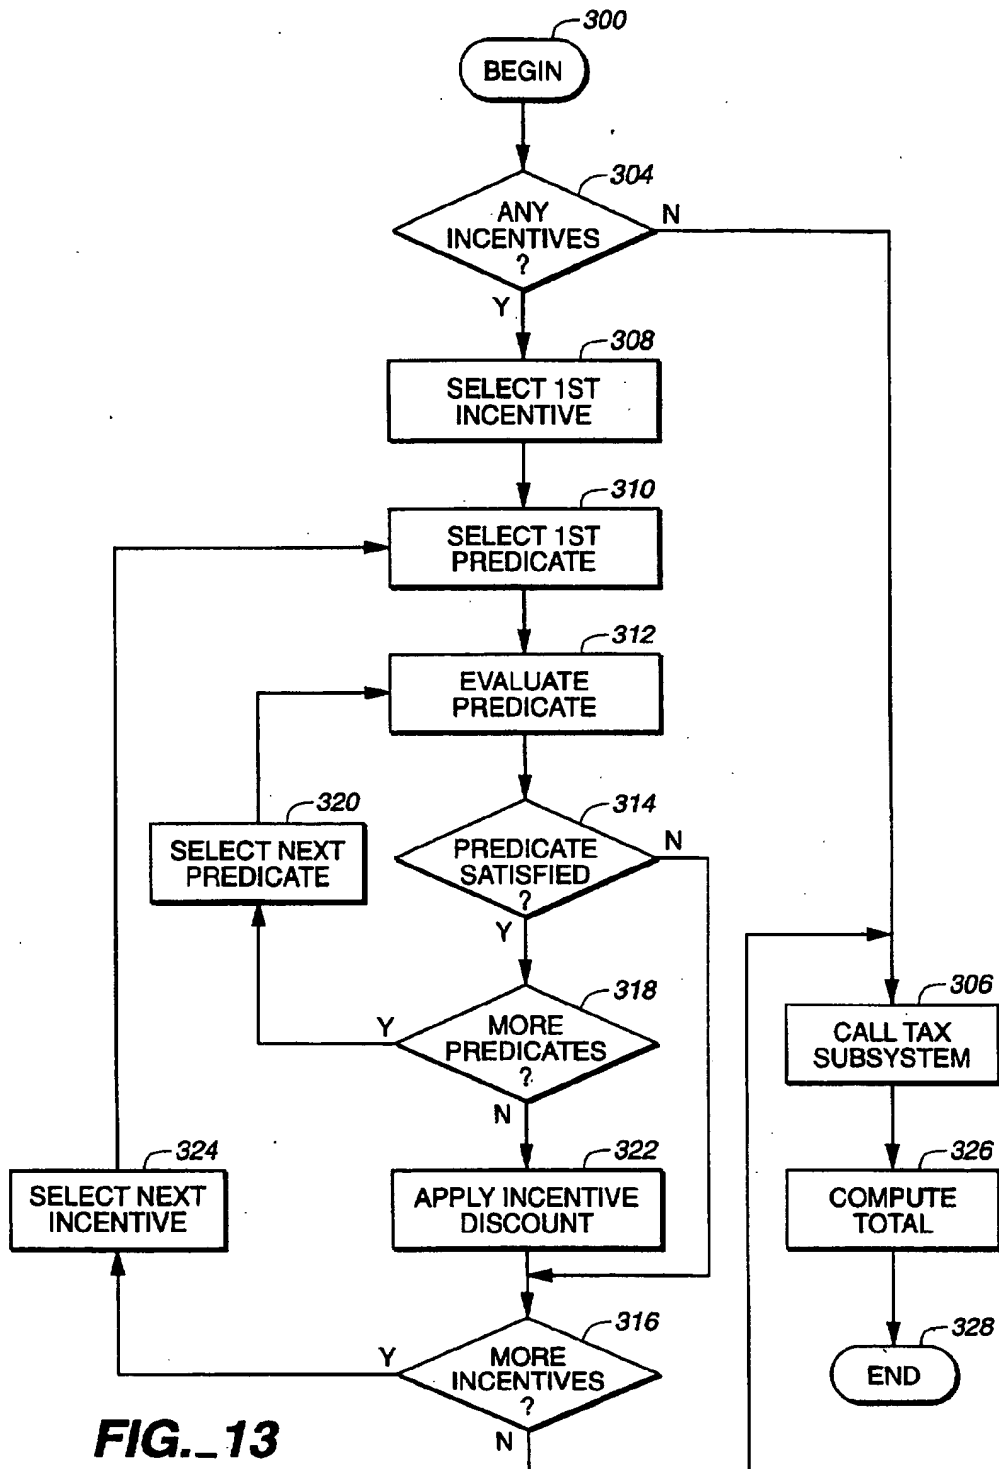 300
BEGIN
304
ANY
INCENTIVES
?
N
Y
308
SELECT 1ST
INCENTIVE
310
SELECT 1ST
PREDICATE
312
EVALUATE
PREDICATE
320
SELECT NEXT
PREDICATE
314
PREDICATE
SATISFIED
?
N
Y
318
MORE
PREDICATES
?
Y
N
306
CALL TAX
SUBSYSTEM
324
SELECT NEXT
INCENTIVE
322
APPLY INCENTIVE
DISCOUNT
326
COMPUTE
TOTAL
316
MORE
INCENTIVES
?
Y
N
328
END
FIG._13